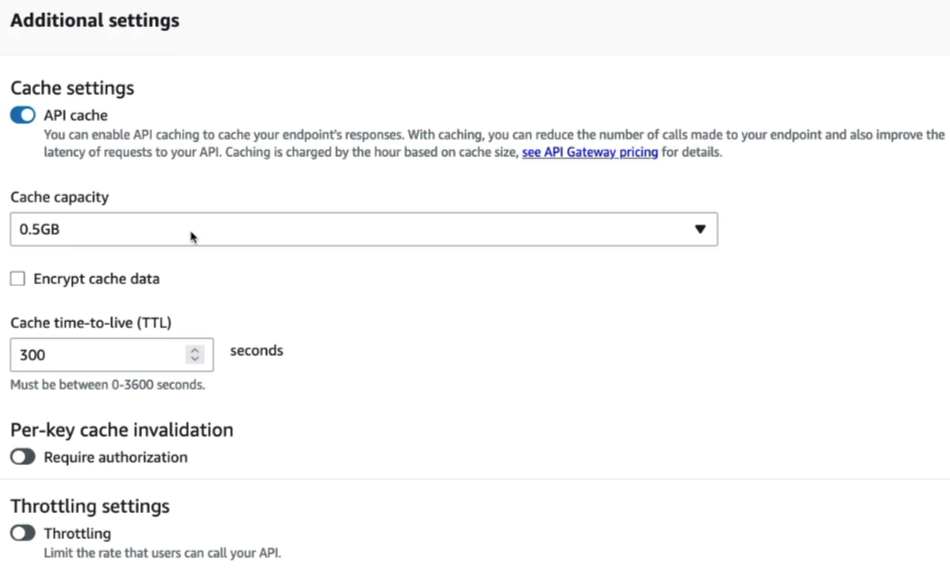 Additional settings
Cache settings
API cache
You can enable API caching to cache your endpoint's responses. With caching, you can reduce the number of calls made to your endpoint and also improve the
latency of requests to your API. Caching is charged by the hour based on cache size, see API Gateway pricing for details.
Cache capacity
0.5GB
Encrypt cache data
Cache time-to-live (TTL)
300
seconds
Must be between 0-3600 seconds.
Per-key cache invalidation
Require authorization
Throttling settings
Throttling
Limit the rate that users can call your API.